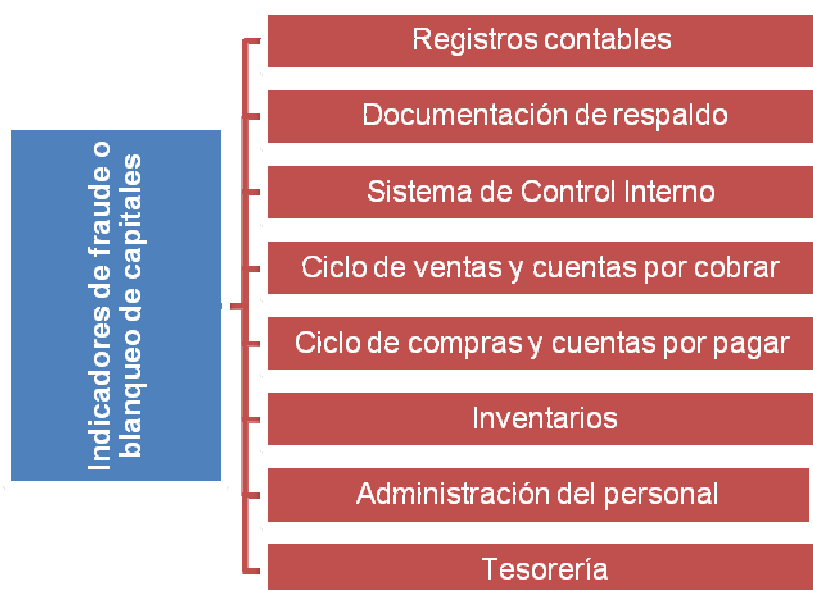 Indicadores de fraude o
blanqueo de capitales
Registros contables
Documentación de respaldo
Sistema de Control Interno
Ciclo de ventas y cuentas por cobrar
Ciclo de compras y cuentas por pagar
Inventarios
Administración del personal
Tesorería